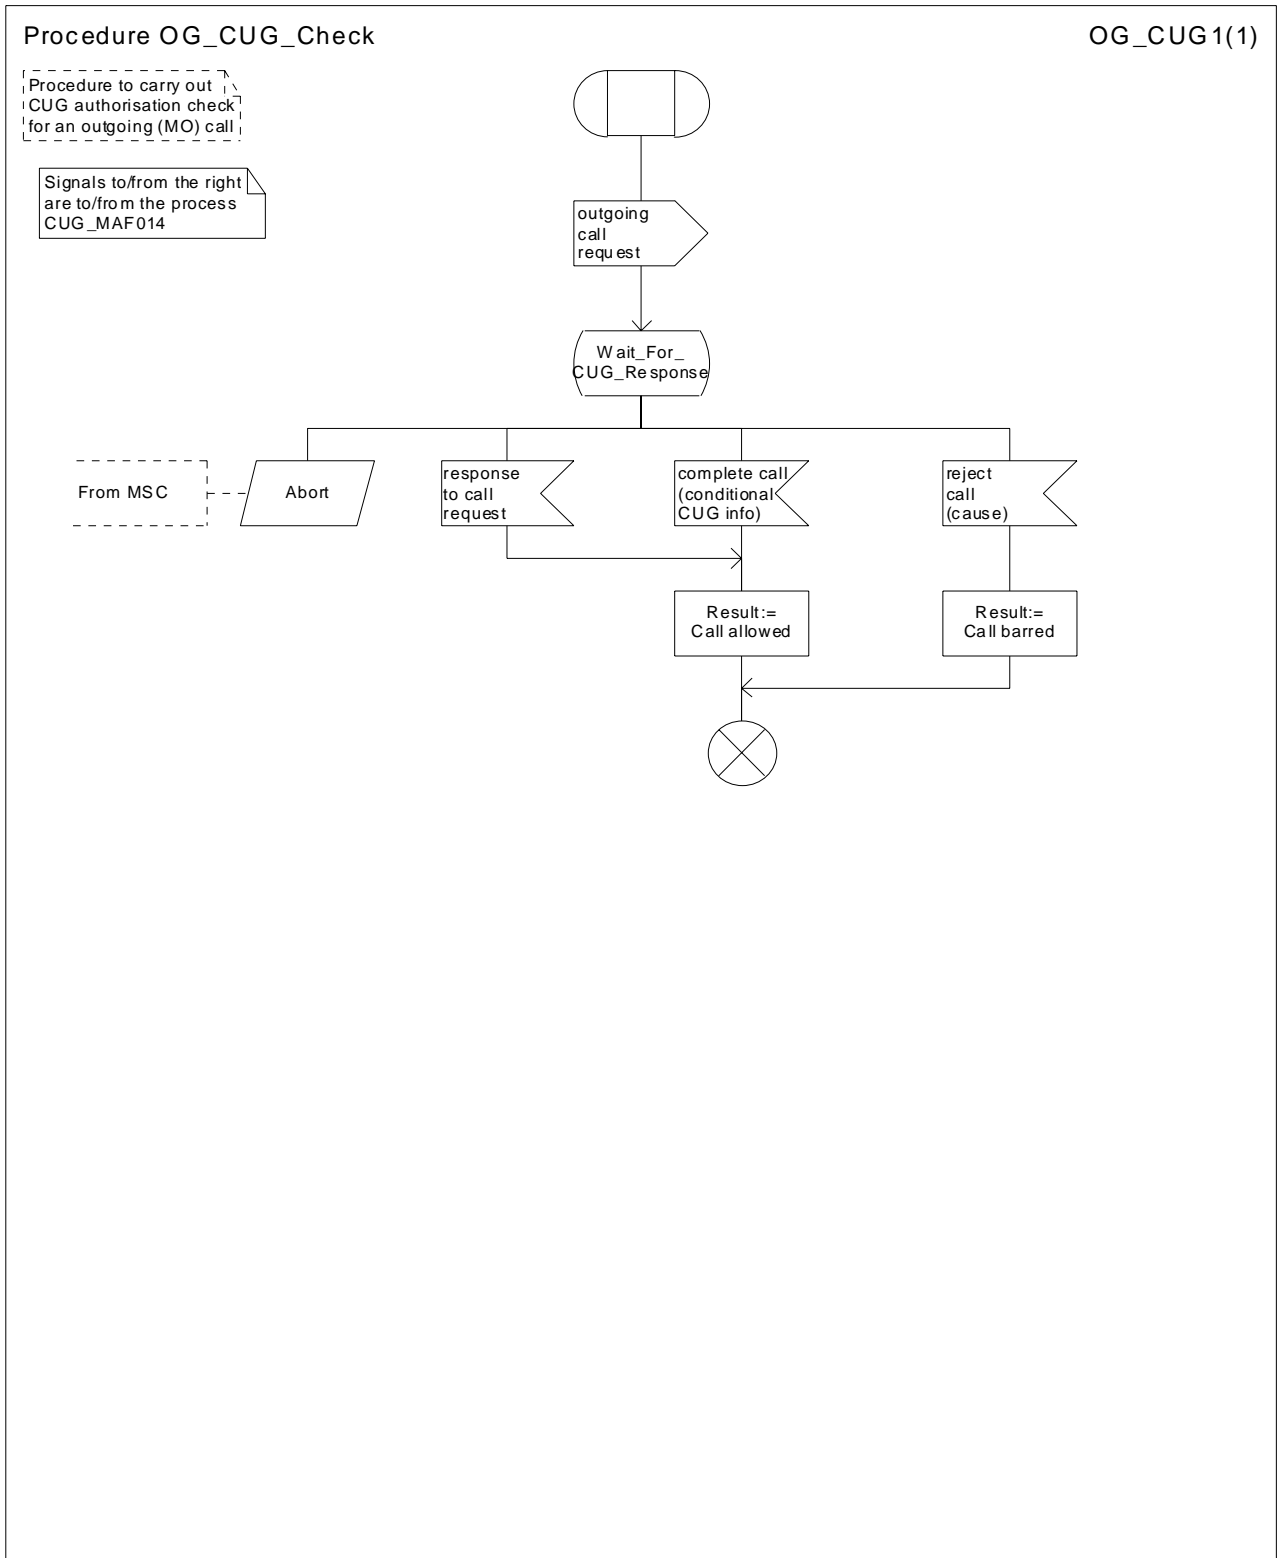 Procedure OG_CUG_Check
OG_CUG1(1)
Procedure to carry out
CUG authorisation check
for an outgoing (MO) call
Signals to/from the right
are to/from the process
CUG_MAF014
outgoing
call
request
Wait_For_
CUG_Response
From MSC
Abort
response
to call
request
complete call
(conditional
CUG info)
reject
call
(cause)
Result:=
Call allowed
Result:=
Call barred